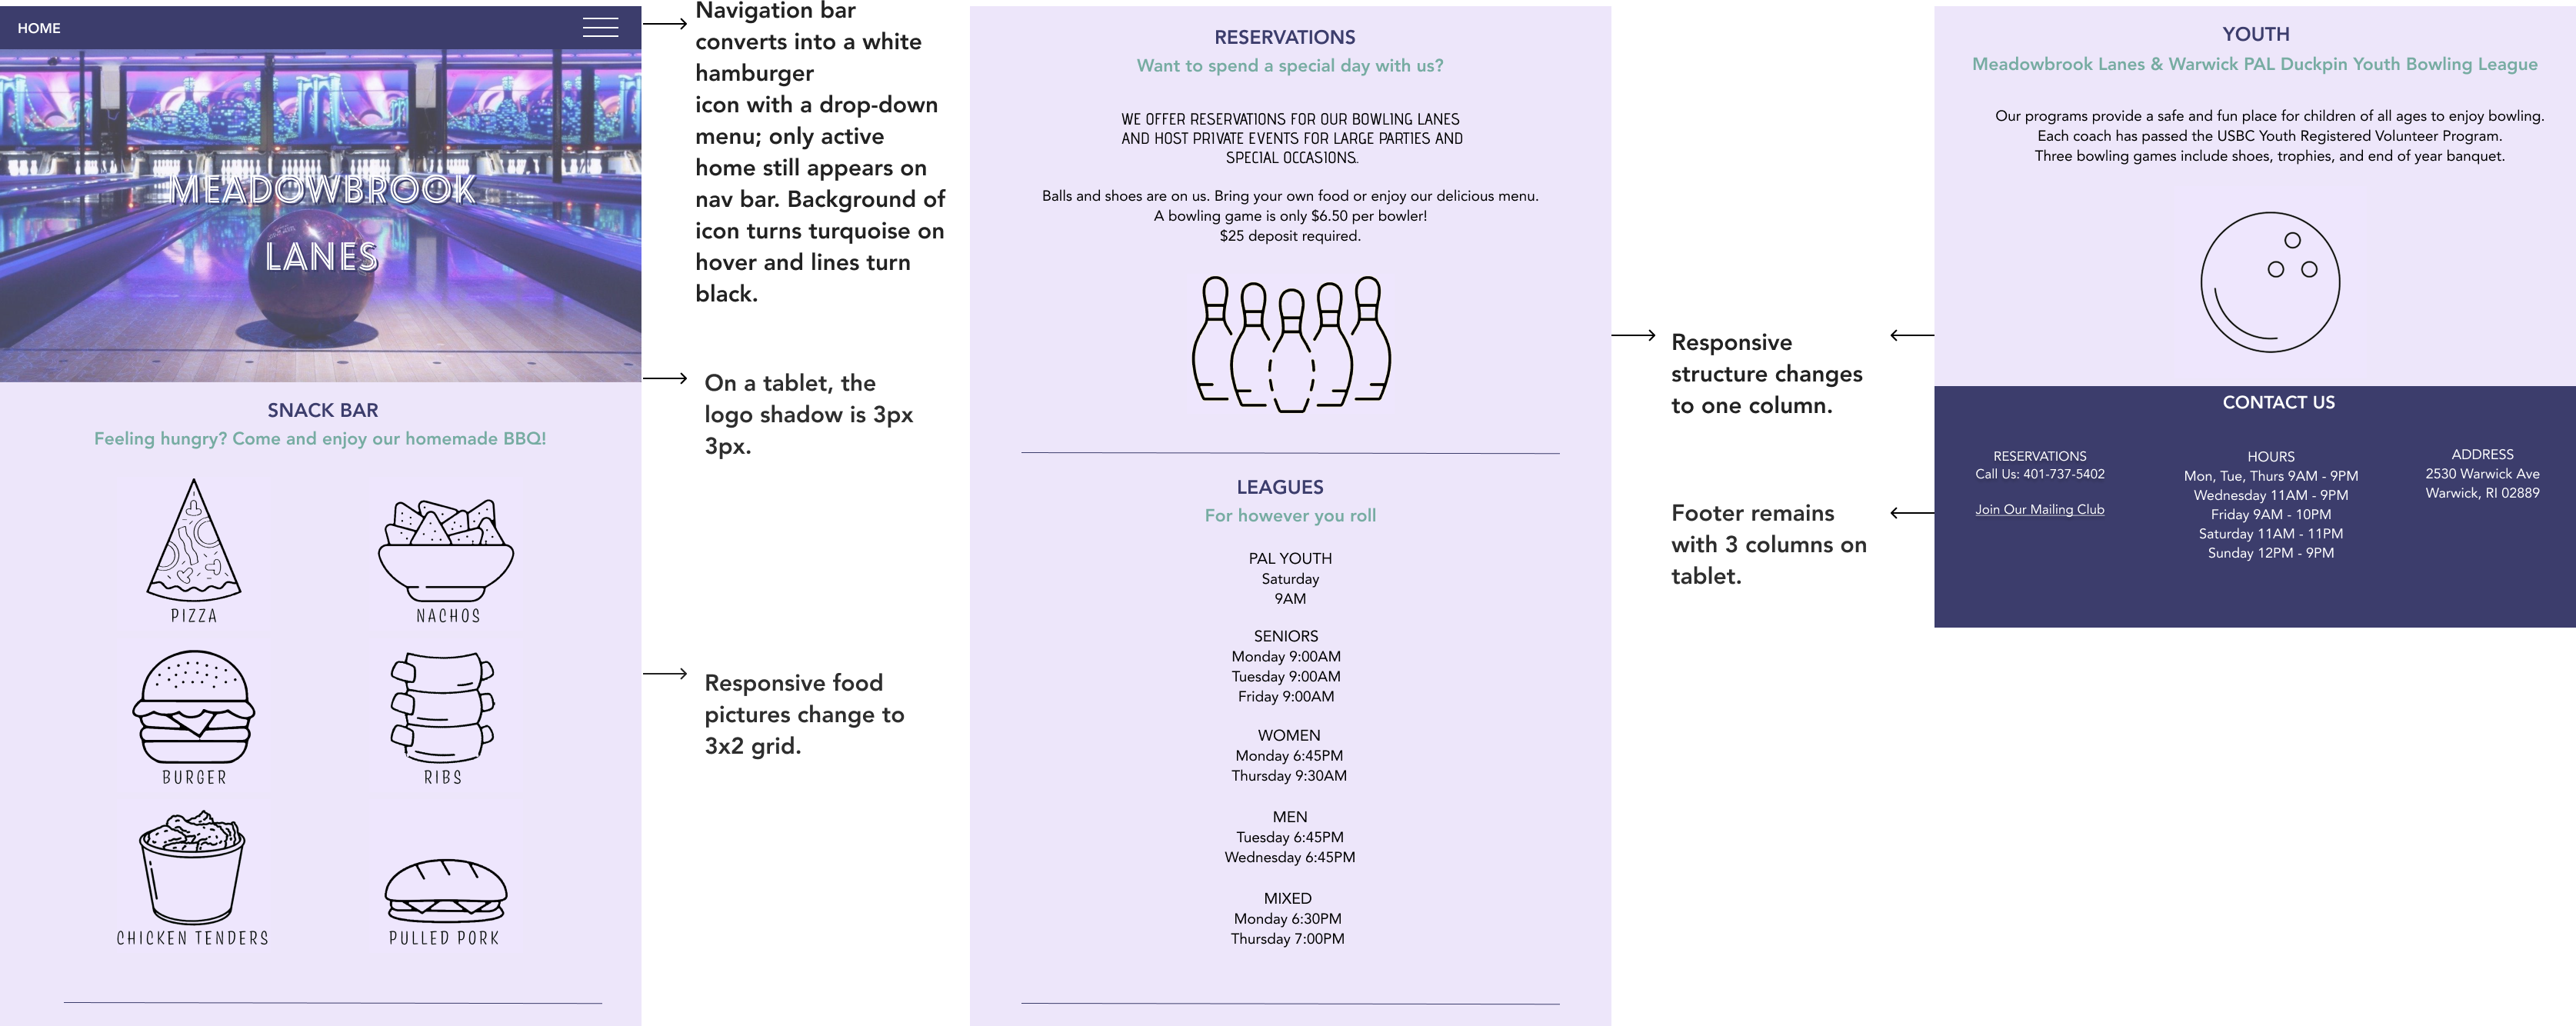 HOME
MEADOWBROOK
LANES
SNACK BAR
Feeling hungry? Come and enjoy our homemade BBQ!
PIZZA
NACHOS
BURGER
RIBS
CHICKEN TENDERS
PULLED PORK
Navigation bar
converts into a white
hamburger
icon with a drop-down
menu; only active
home still appears on
nav bar. Background of
icon turns turquoise on
hover and lines turn
black.
On a tablet, the
logo shadow is 3px
3px.
Responsive food
pictures change to
3x2 grid.
RESERVATIONS
Want to spend a special day with us?
WE OFFER RESERVATIONS FOR OUR BOWLING LANES
AND HOST PRIVATE EVENTS FOR LARGE PARTIES AND
SPECIAL OCCASIONS.
Balls and shoes are on us. Bring your own food or enjoy our delicious menu.
A bowling game is only $6.50 per bowler!
$25 deposit required.
LEAGUES
For however you roll
PAL YOUTH
Saturday
9AM
SENIORS
Monday 9:00AM
Tuesday 9:00AM
Friday 9:00AM
WOMEN
Monday 6:45PM
Thursday 9:30AM
MEN
Tuesday 6:45PM
Wednesday 6:45PM
MIXED
Monday 6:30PM
Thursday 7:00PM
Responsive
structure changes
to one column.
Footer remains
with 3 columns on
tablet.
YOUTH
Meadowbrook Lanes & Warwick PAL Duckpin Youth Bowling League
Our programs provide a safe and fun place for children of all ages to enjoy bowling.
Each coach has passed the USBC Youth Registered Volunteer Program.
Three bowling games include shoes, trophies, and end of year banquet.
CONTACT US
RESERVATIONS
Call Us: 401-737-5402
Join Our Mailing Club
HOURS
Mon, Tue, Thurs 9AM - 9PM
Wednesday 11AM - 9PM
Friday 9AM - 10PM
Saturday 11AM - 11PM
Sunday 12PM - 9PM
ADDRESS
2530 Warwick Ave
Warwick, RI 02889